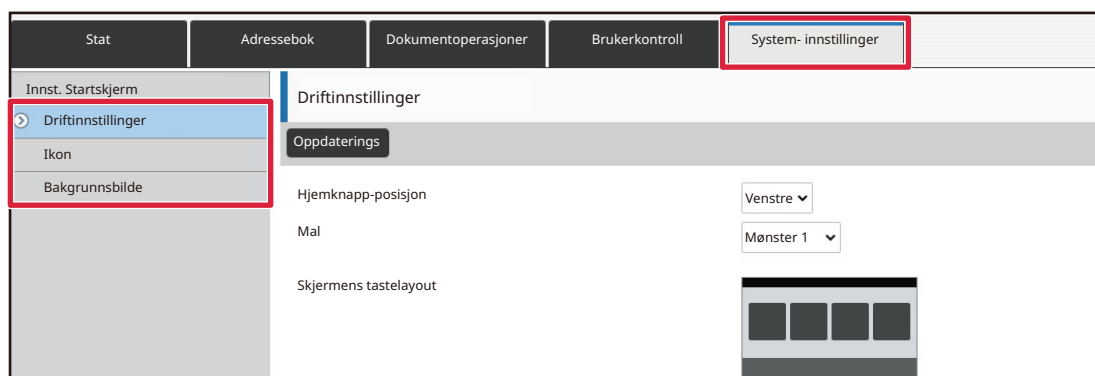 Stat
Adressebok
Dokumentoperasjoner
Brukerkontroll
System- innstillinger
Innst. Startskjerm
Driftinnstillinger
Ikon
Bakgrunnsbilde
Driftinnstillinger
Oppdaterings
Hjemknapp-posisjon
Venstre
Mal
Mønster 1
Skjermens tastelayout